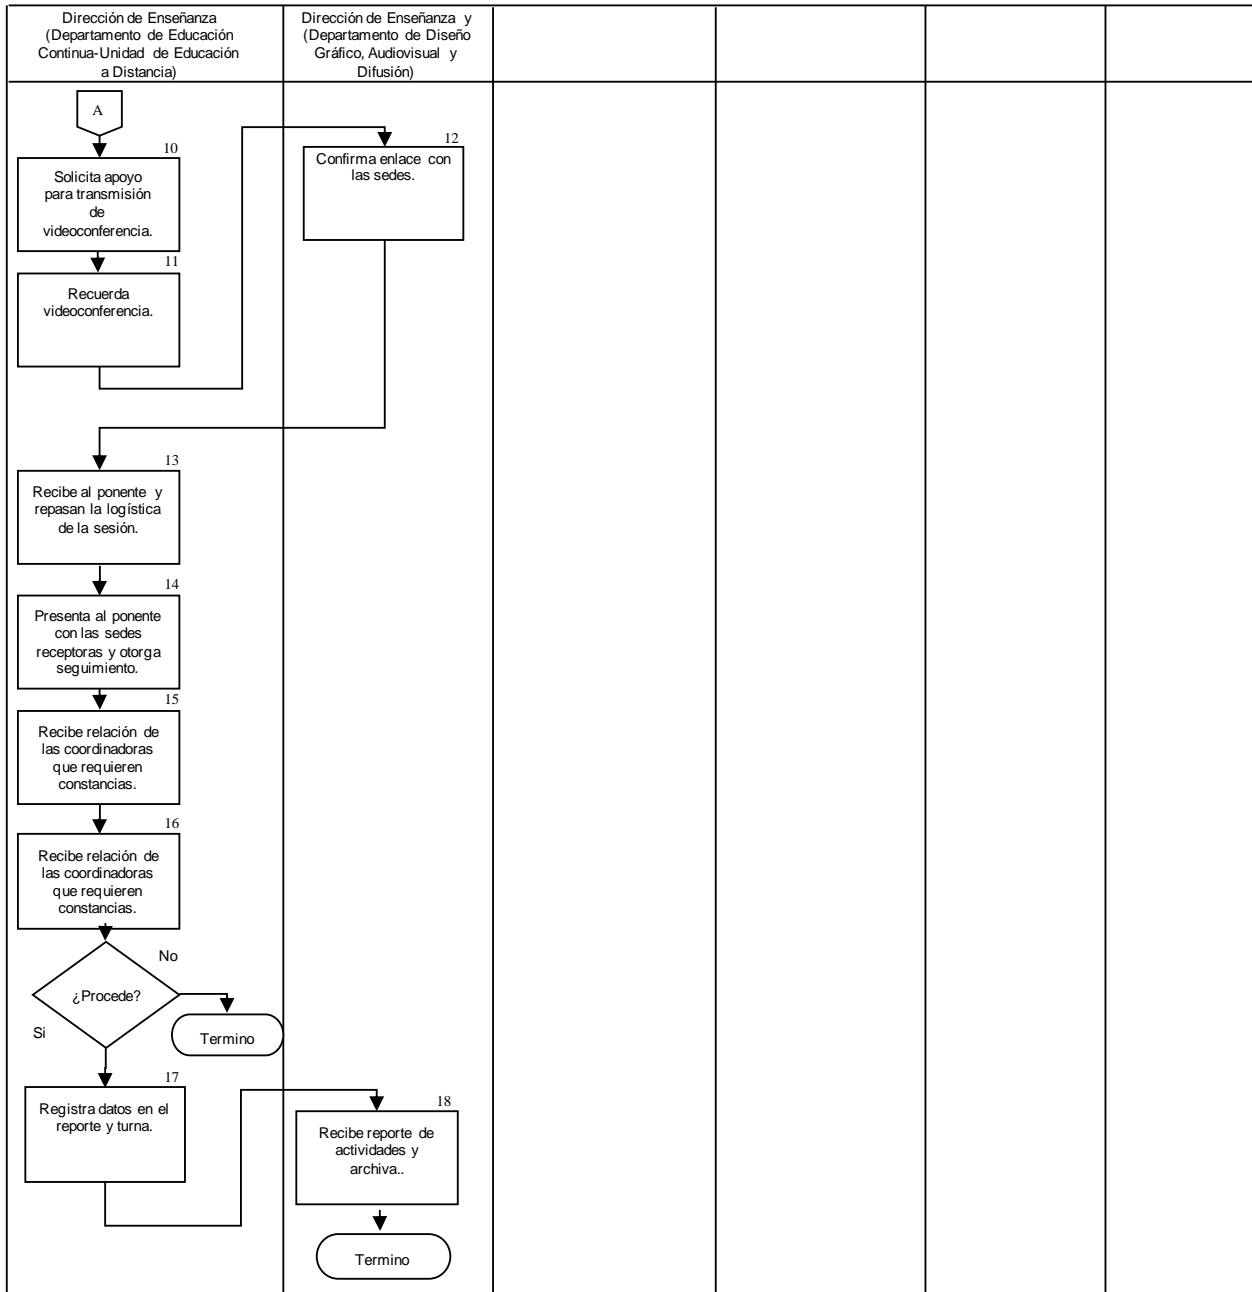 Dirección de Enseñanza
(Departamento de Educación
Continua-Unidad de Educación
a Distancia)
Dirección de Enseñanza y
(Departamento de Diseño
Gráfico, Audiovisual y
Difusión)
A
10
Solicita apoyo
para transmisión
de
videoconferencia.
11
Recuerda
videoconferencia.
12
Confirma enlace con
las sedes.
13
Recibe al ponente y
repasan la logística
de la sesión.
14
Presenta al ponente
con las sedes
receptoras y otorga
seguimiento.
15
Recibe relación de
las coordinadoras
que requieren
constancias.
16
Recibe relación de
las coordinadoras
que requieren
constancias.
¿Procede?
No
Si
Termino
17
Registra datos en el
reporte y turna.
18
Recibe reporte de
actividades y
archiva..
Termino